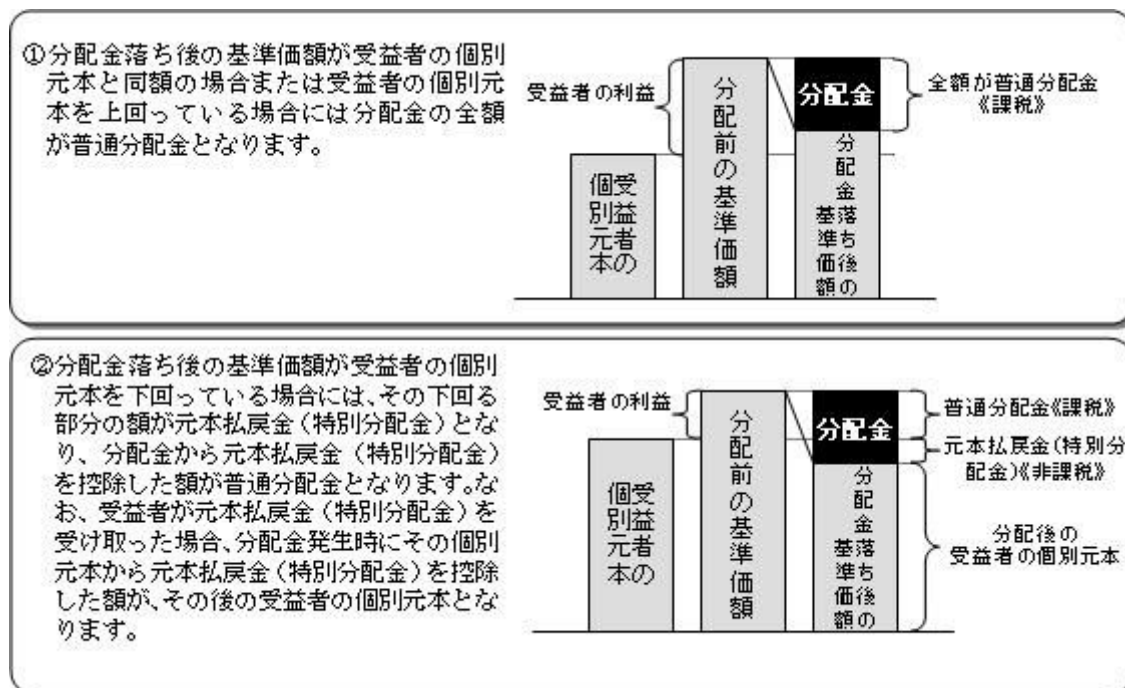 ①分配金落ち後の基準価額が受益者の個別
元本と同額の場合または受益者の個別元
本を上回っている場合には分配金の全額
が普通分配金となります。
受益者の利益
受益者の
個別元本
分配前の基準価額
分配金
分配金落ち後の
基準価額
全額が普通分配金
《課税》
②分配金落ち後の基準価額が受益者の個別
元本を下回っている場合には、その下回る
部分の額が元本払戻金（特別分配金）とな
り、分配金から元本払戻金（特別分配金）
を控除した額が普通分配金となります。な
お、受益者が元本払戻金（特別分配金）を
受け取った場合、分配金発生時にその個別
元本から元本払戻金（特別分配金）を控除
した額が、その後の受益者の個別元本とな
ります。
受益者の利益
受益者の
個別元本
分配前の基準価額
分配金
分配金落ち後の
基準価額
普通分配金《課税》
元本払戻金（特別分
配金）《非課税》
分配後の
受益者の個別元本